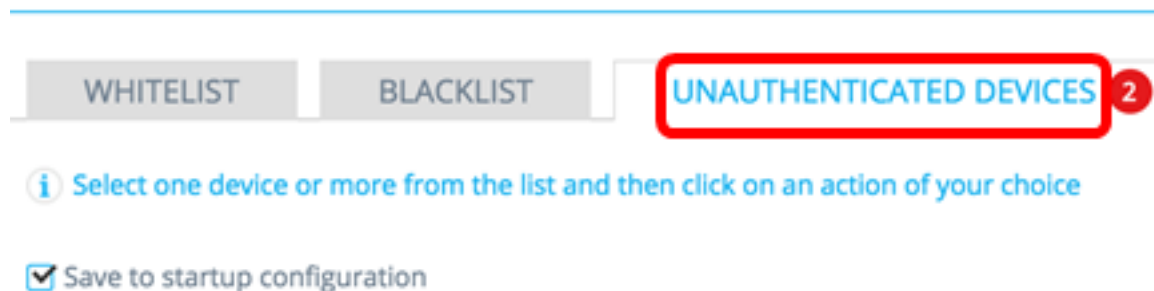 WHITELIST BLACKLIST UNAUTHENTICATED DEVICES 2
i Select one device or more from the list and then click on an action of your choice
Save to startup configuration